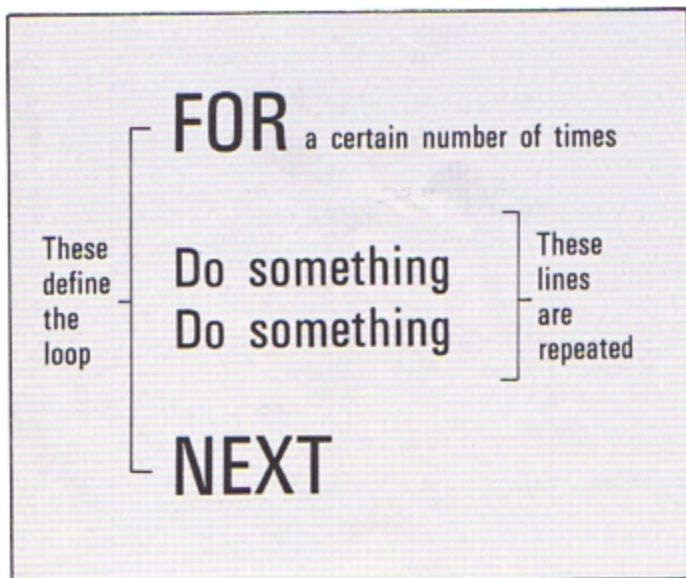 FOR a certain number of times
These
define
the
loop
Do something
Do something
These
lines
are
repeated
NEXT